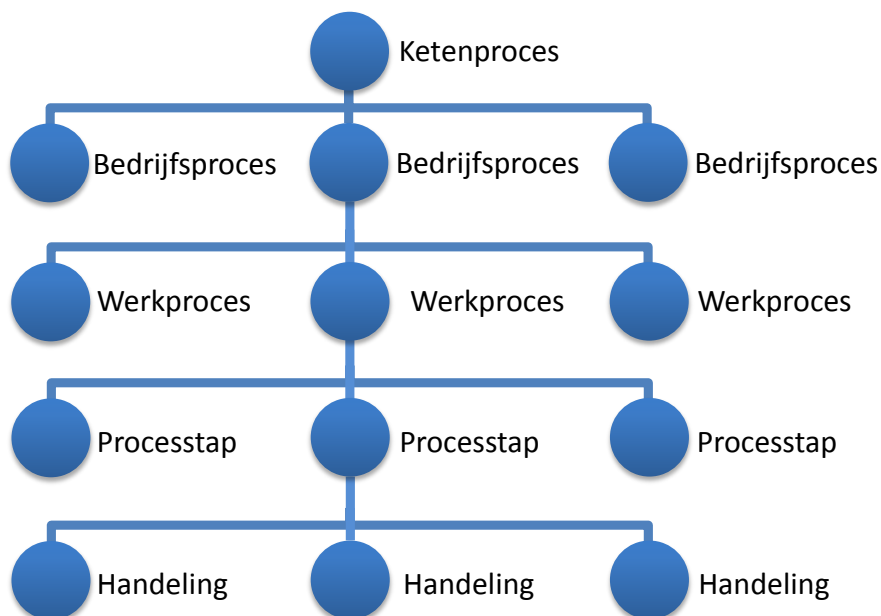 Ketenproces
Bedrijfsproces Bedrijfsproces Bedrijfsproces
Werkproces Werkproces Werkproces
Processtap Processtap Processtap
Handeling Handeling Handeling